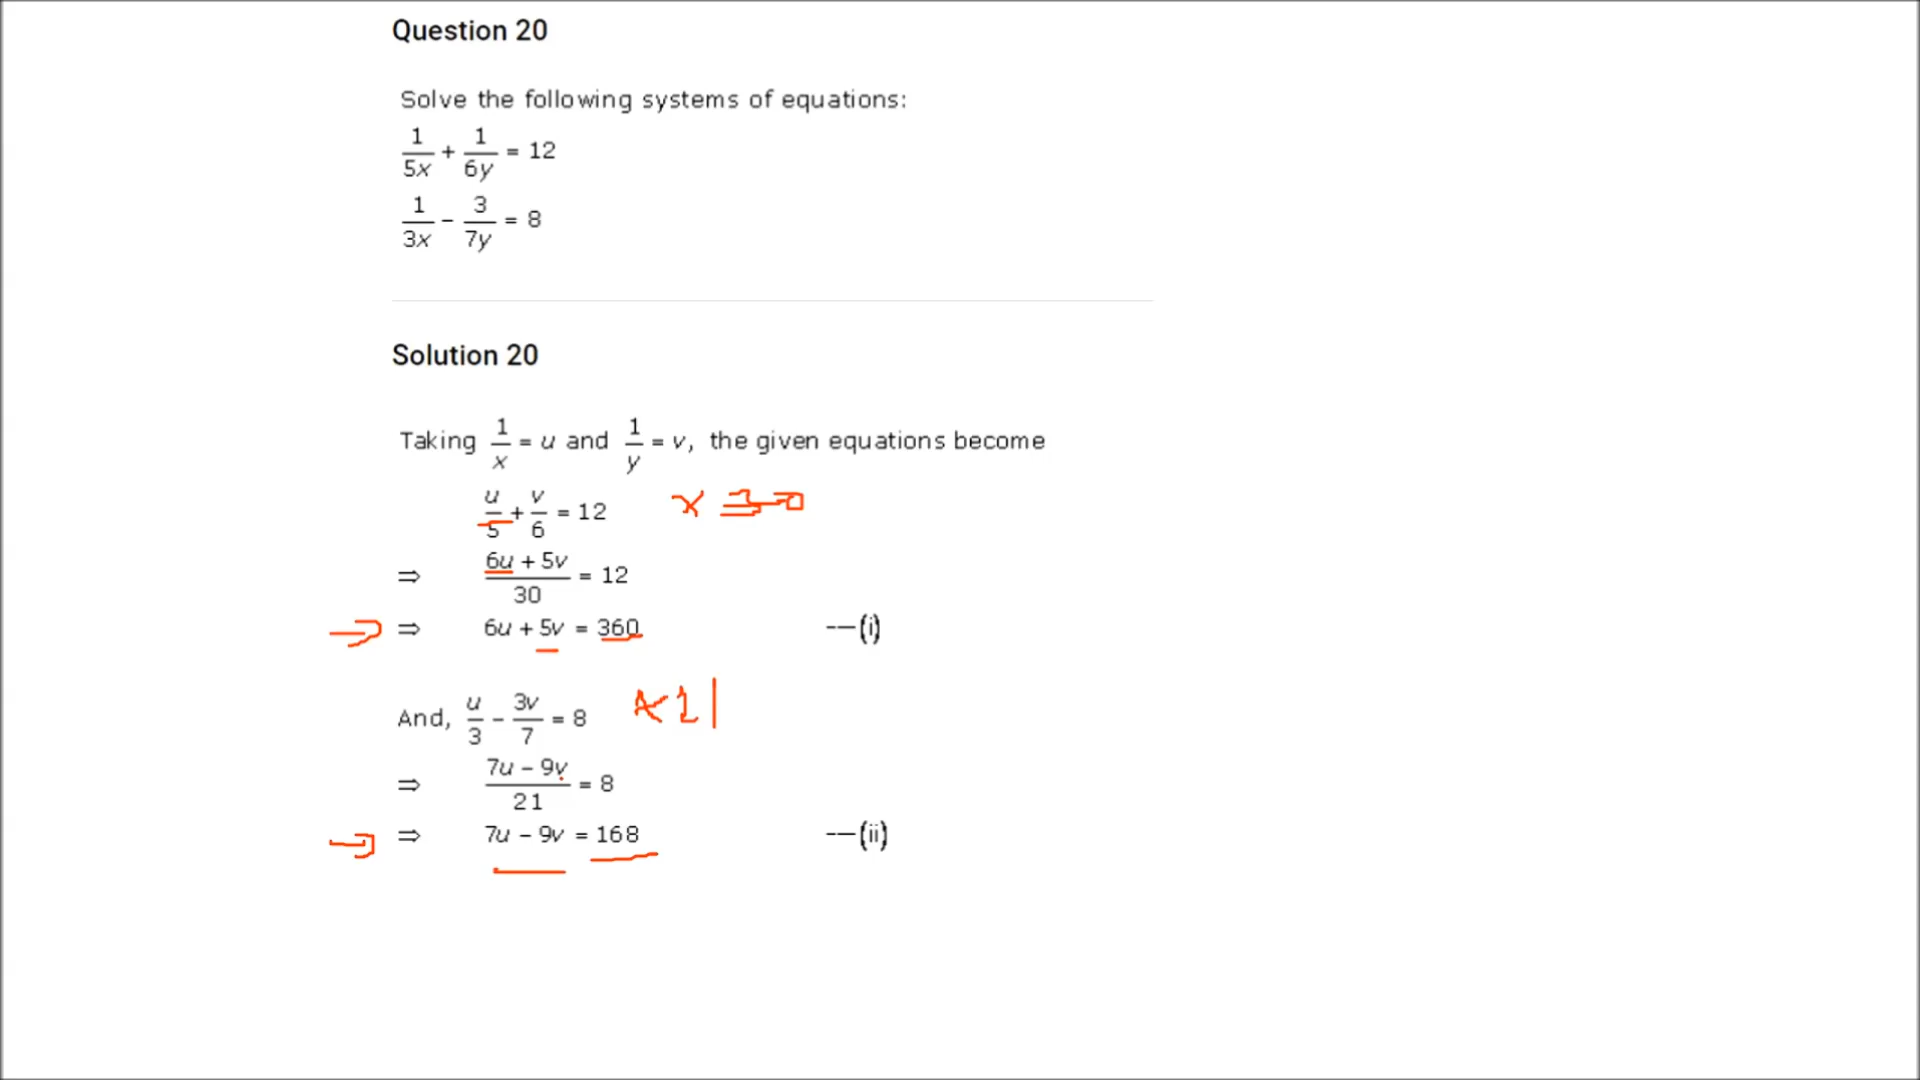 Question 20
Solve the following systems of equations:
1/5x + 1/6y = 12
1/3x - 3/7y = 8
Solution 20
Taking 1/x = u and 1/y = v, the given equations become
u/5 + v/6 = 12 x 30
⇒ (6u + 5v)/30 = 12
⇒ 6u + 5v = 360 ---(i)
And, u/3 - 3v/7 = 8 × 21
⇒ (7u - 9v)/21 = 8
⇒ 7u - 9v = 168 ---(ii)